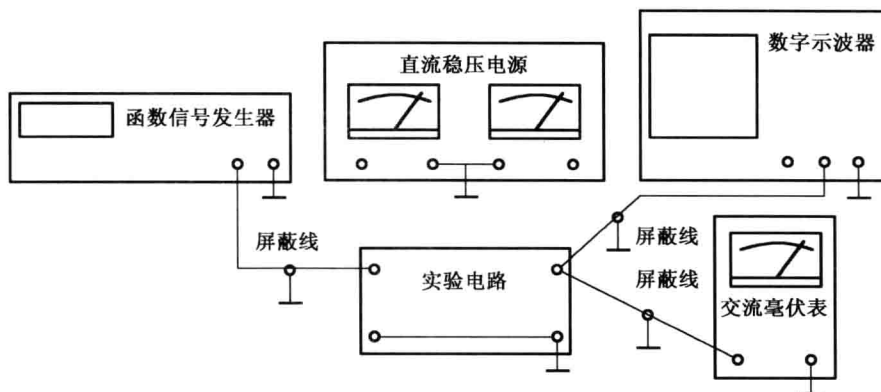 数字示波器
直流稳压电源
函数信号发生器
屏蔽线
屏蔽线
实验电路
屏蔽线
交流毫伏表